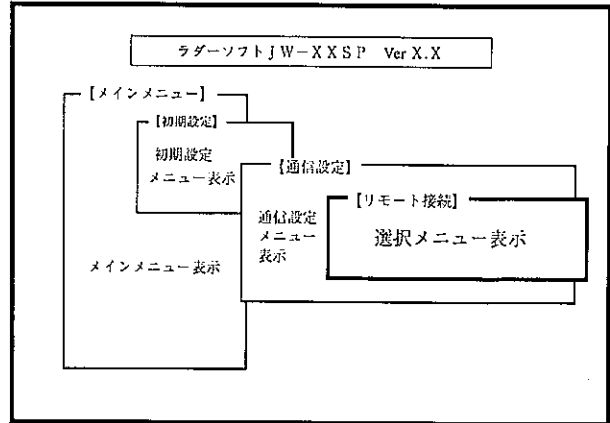 ラダーソフトJW-XXSP Ver X.X
【メインメニュー】
【初期設定】
初期設定
メニュー表示
【通信設定】
通信設定
メニュー
表示
【リモート接続】
選択メニュー表示
メインメニュー表示